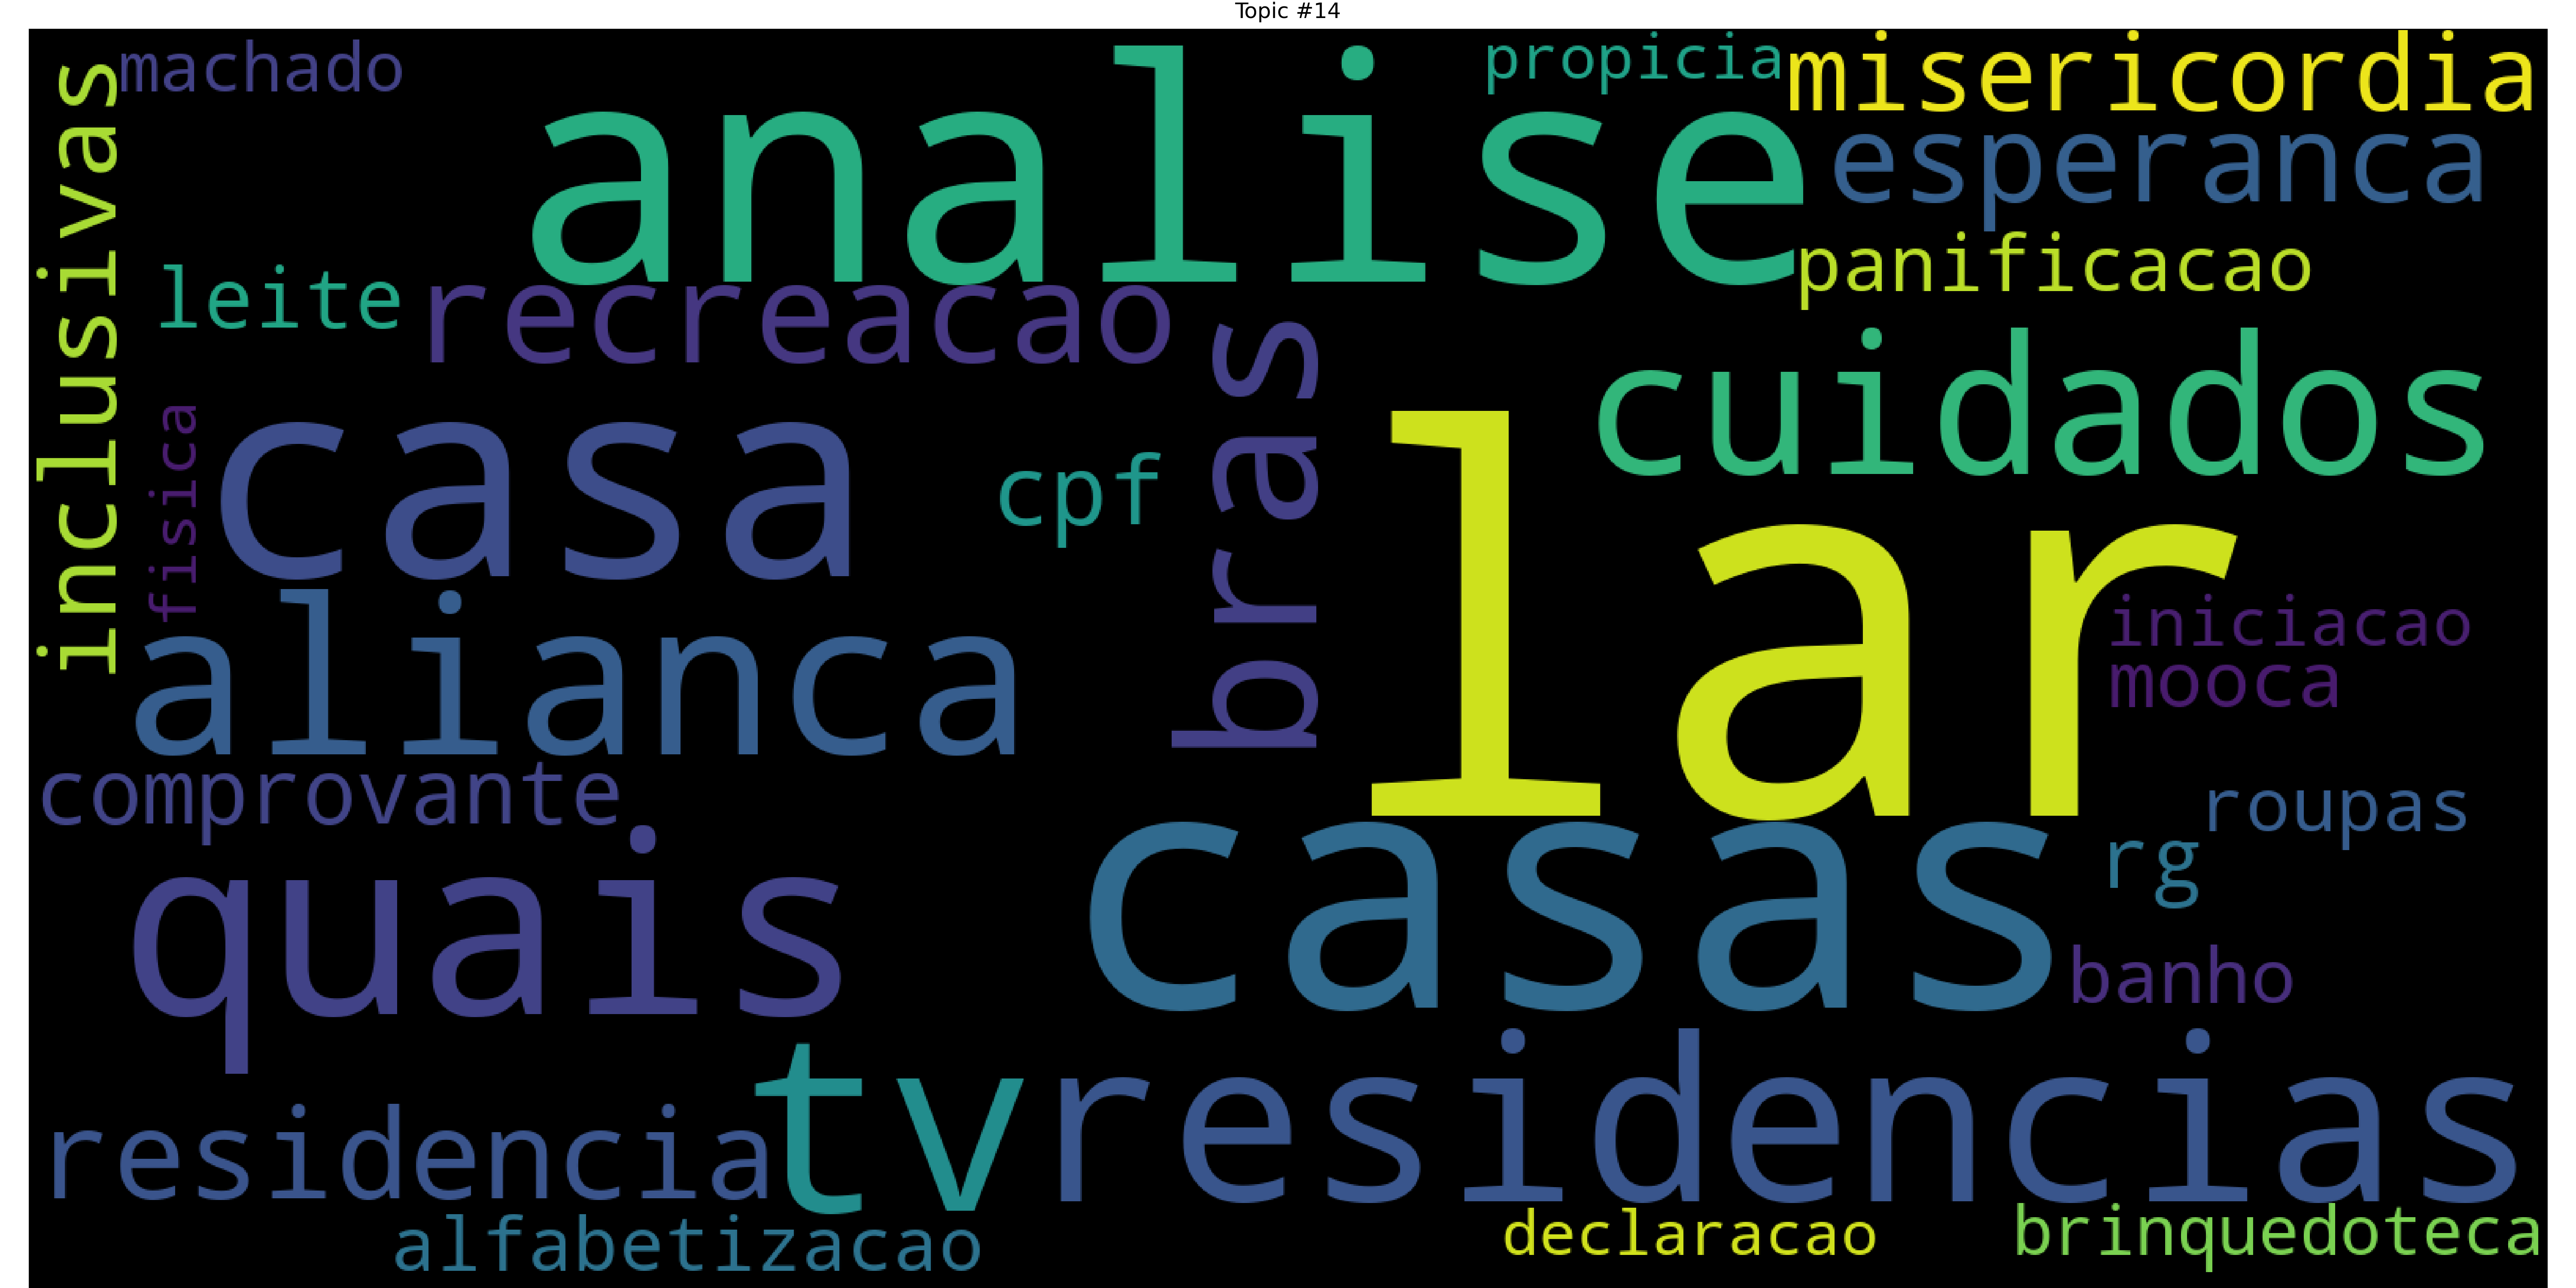 Topic #14
machado
propicia
misericordia
inclusivas
analise
esperanca
panificacao
leite
recreacao
bras
cuidados
fisica
casa
cpf
lar
alianca
iniciacao
mooca
comprovante
roupas
quais
casas
rg
banho
residencia
tv
residencias
alfabetizacao
declaracao
brinquedoteca